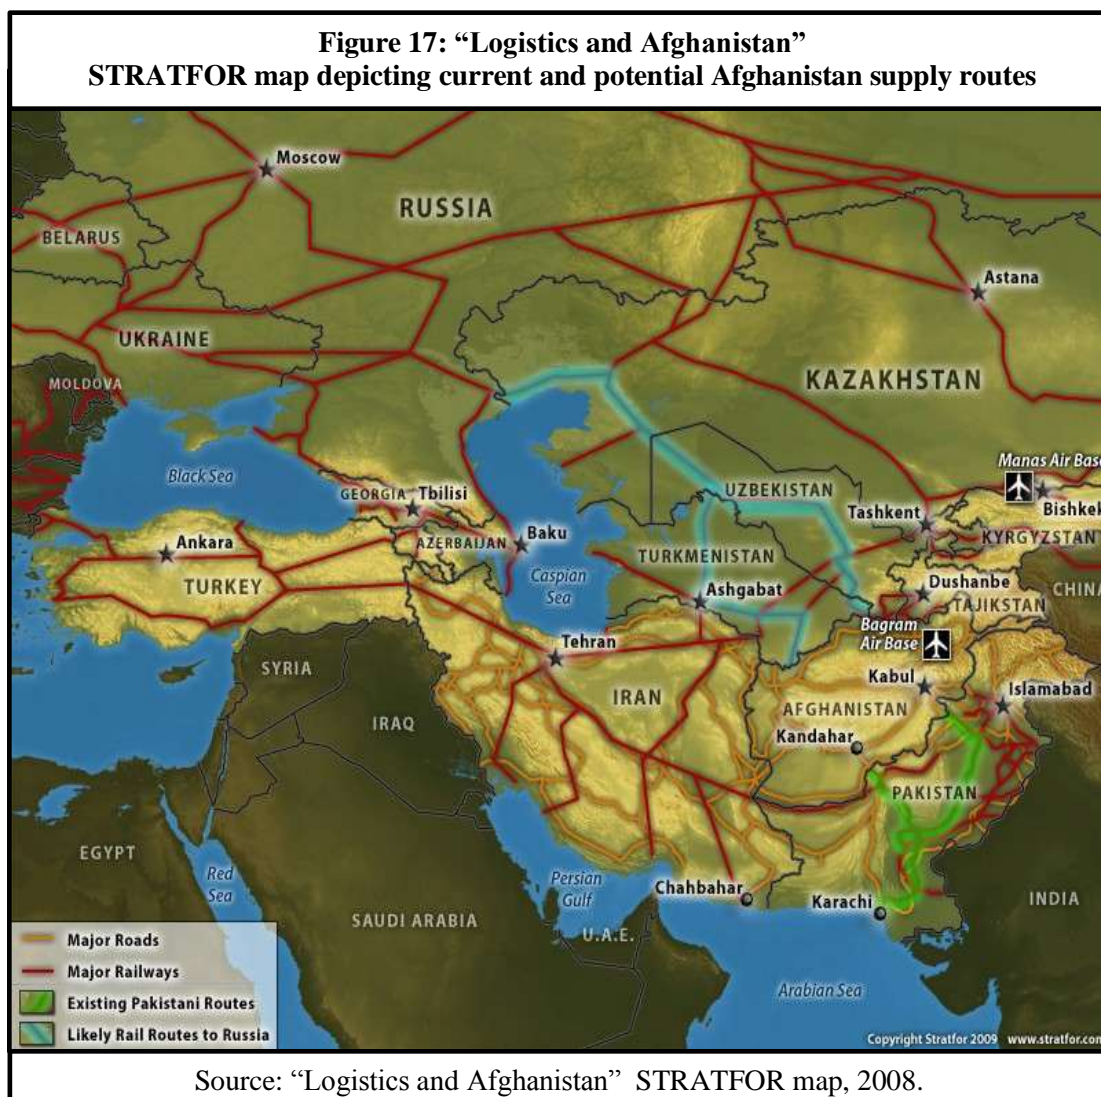 Figure 17: “Logistics and Afghanistan”
STRATFOR map depicting current and potential Afghanistan supply routes
Moscow
RUSSIA
BELARUS
Astana
UKRAINE
MOLDOVA
KAZAKHSTAN
Black Sea
Manas Air Base
GEORGIA
Tbilisi
UZBEKISTAN
Bishkek
Tashkent
Ankara
AZERBAIJAN
Baku
KYRGYZSTAN
TURKMENISTAN
TURKEY
Caspian
Sea
Ashgabat
Dushanbe
CHINA
TAJIKSTAN
Bagram
Air Base
Tehran
SYRIA
Kabul
Islamabad
IRAN
AFGHANISTAN
IRAQ
Kandahar
PAKISTAN
EGYPT
Red
Sea
Persian
Gulf
Chahbahar
Karachi
INDIA
SAUDI ARABIA
U.A.E.
Arabian Sea
Major Roads
Major Railways
Existing Pakistani Routes
Likely Rail Routes to Russia
Copyright Stratfor 2009 www.stratfor.com
Source: “Logistics and Afghanistan” STRATFOR map, 2008.